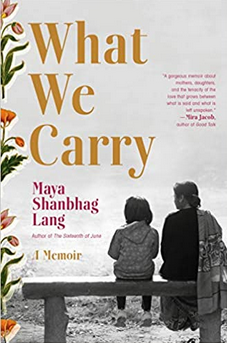 What
We
Carry
"A gorgeous memoir about
mothers, daughters,
and the tenacity of the
love that grows between
what is said and what is
left unspoken."
—Mira Jacob,
author of Good Talk
Maya
Shanbhag
Lang
Author of The Sixteenth of June
A Memoir